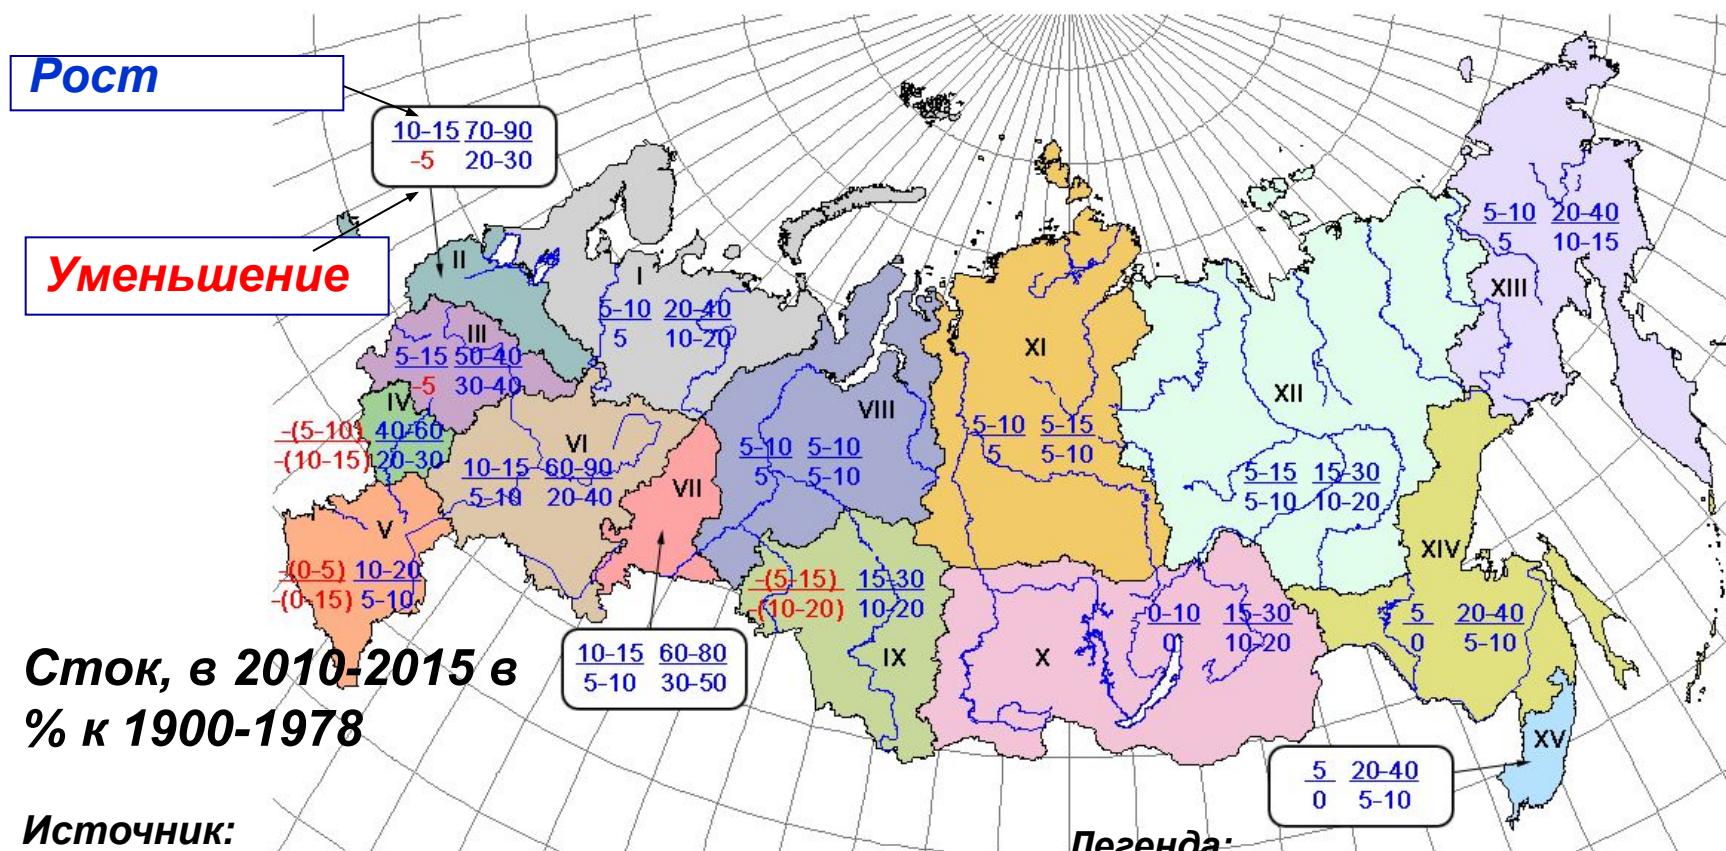 Рост
10-15 70-90
-5 20-30
Уменьшение
II
I
5-10 20-40
5 10-20
III
5-15 50-40
-5 30-40
IV
-(5-10) 40-60
-(10-15) 20-30
VI
10-15 60-90
5-10 20-40
V
-(0-5) 10-20
-(0-15) 5-10
VII
10-15 60-80
5-10 30-50
VIII
5-10 5-10
5 5-10
IX
-(5-15) 15-30
-(10-20) 10-20
X
0-10 15-30
0 10-20
XI
5-10 5-15
5 5-10
XII
5-15 15-30
5-10 10-20
XIII
5-10 20-40
5 10-15
XIV
5 20-40
0 5-10
XV
5 20-40
0 5-10
Сток, в 2010-2015 в
% к 1900-1978
Источник:
Легенда: